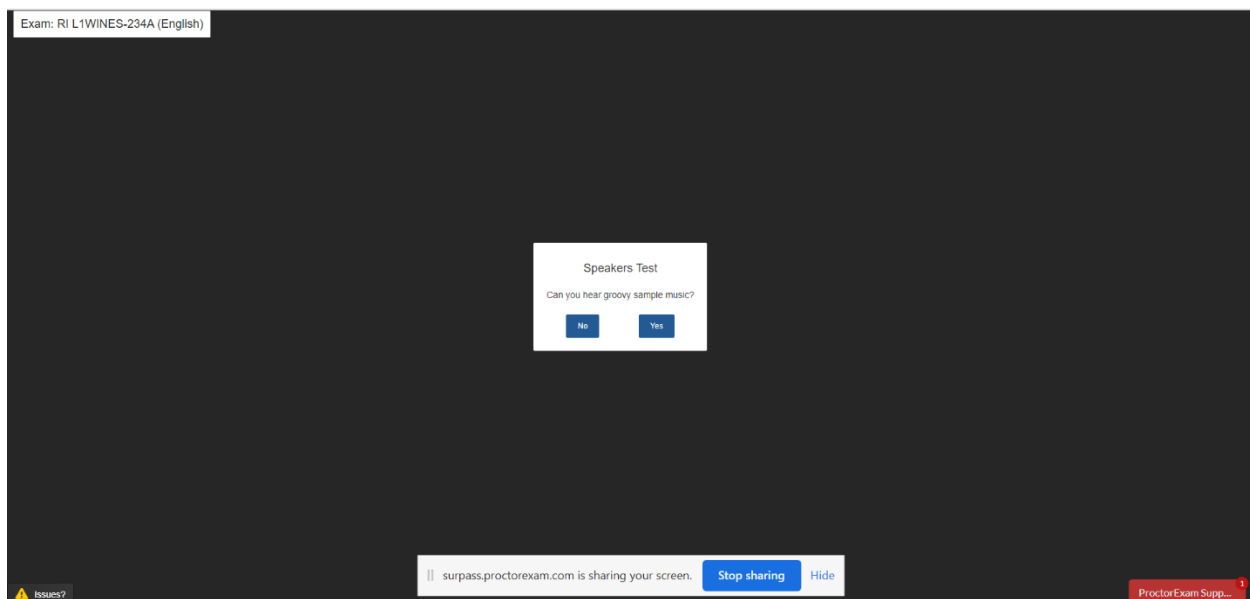 Exam: RI L1WINES-234A (English)
Speakers Test
Can you hear groovy sample music?
No Yes
surpass.proctorexam.com is sharing your screen. Stop sharing Hide
Issues? ProctorExam Supp... 1